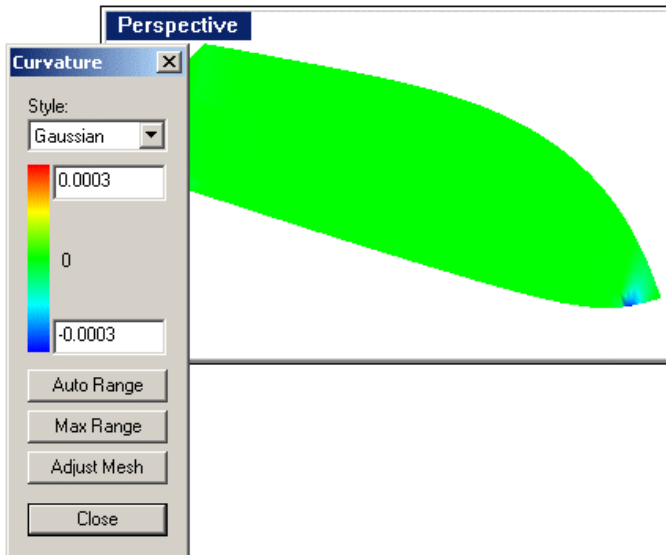 Perspective
Curvature
Style:
Gaussian
0.0003
0
-0.0003
Auto Range
Max Range
Adjust Mesh
Close